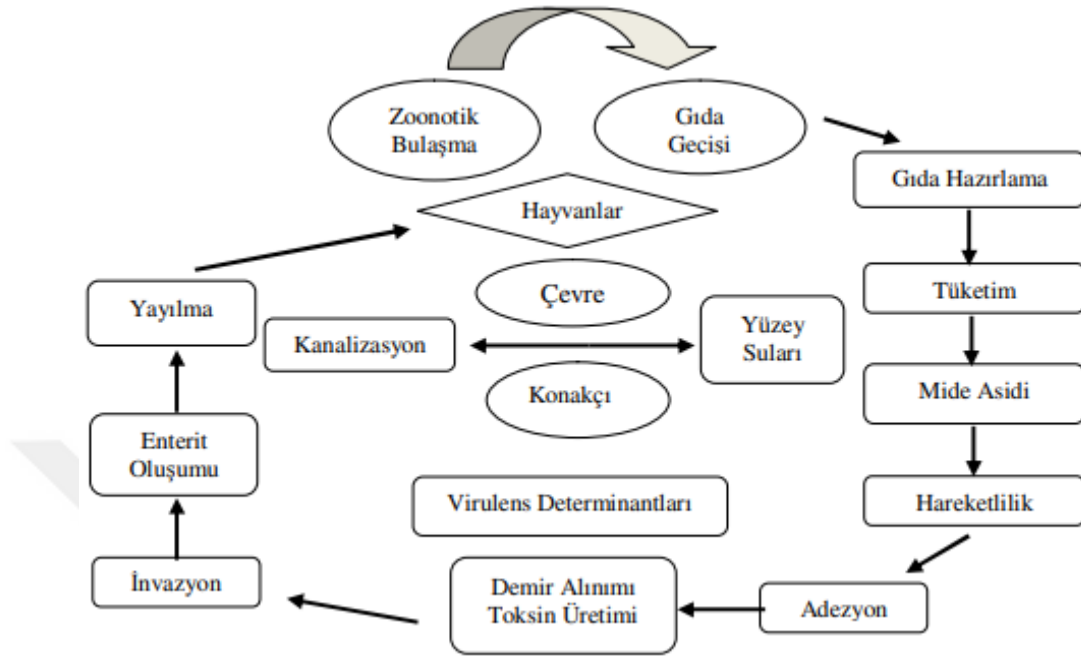 Zoonotik
Bulaşma
Gıda
Geçişi
Gıda Hazırlama
Hayvanlar
Tüketim
Çevre
Yayılma
Kanalizasyon
Yüzey
Suları
Mide Asidi
Konakçı
Enterit
Oluşumu
Virulens Determinantları
Hareketlilik
İnvazyon
Demir Alınımı
Toksin Üretimi
Adezyon